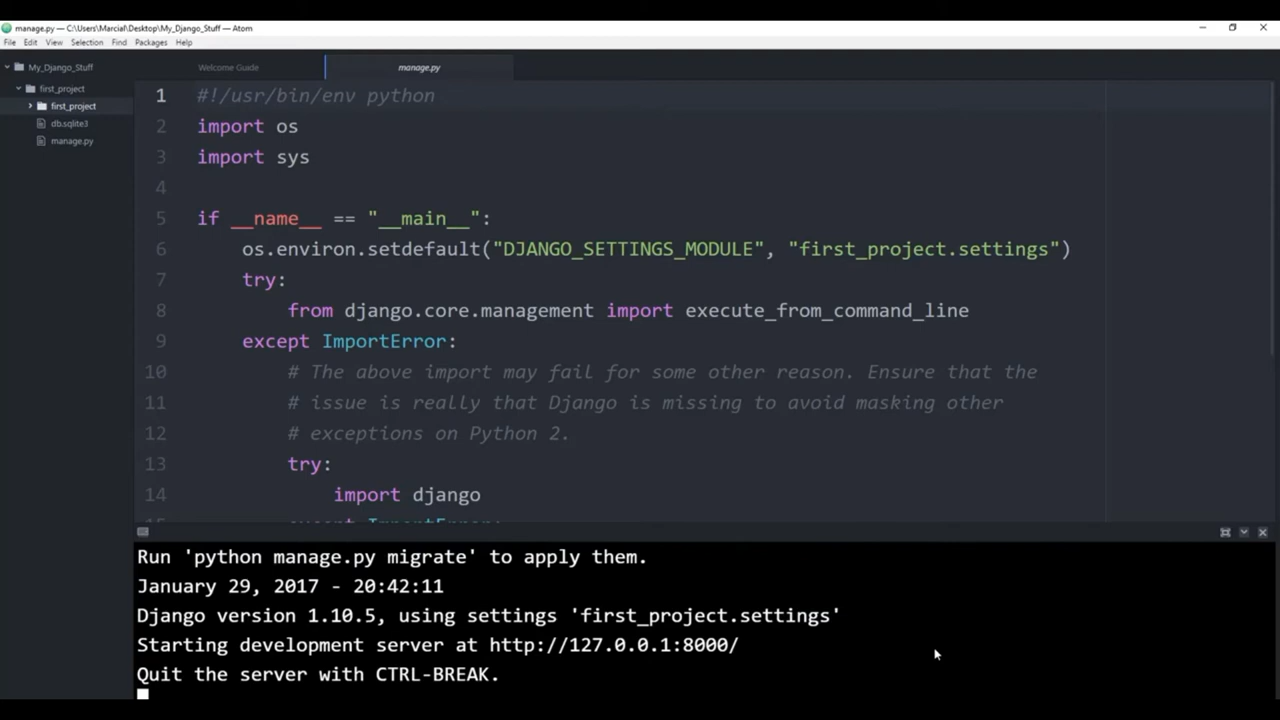 manage.py — C:\Users\Marcial\Desktop\My_Django_Stuff — Atom
File Edit View Selection Find Packages Help
My_Django_Stuff
first_project
first_project
db.sqlite3
manage.py
Welcome Guide
manage.py
1 #!/usr/bin/env python
2 import os
3 import sys
4
5 if __name__ == "__main__":
6 os.environ.setdefault("DJANGO_SETTINGS_MODULE", "first_project.settings")
7 try:
8 from django.core.management import execute_from_command_line
9 except ImportError:
10 # The above import may fail for some other reason. Ensure that the
11 # issue is really that Django is missing to avoid masking other
12 # exceptions on Python 2.
13 try:
14 import django
15 except ImportError:
Run 'python manage.py migrate' to apply them.
January 29, 2017 - 20:42:11
Django version 1.10.5, using settings 'first_project.settings'
Starting development server at http://127.0.0.1:8000/
Quit the server with CTRL-BREAK.